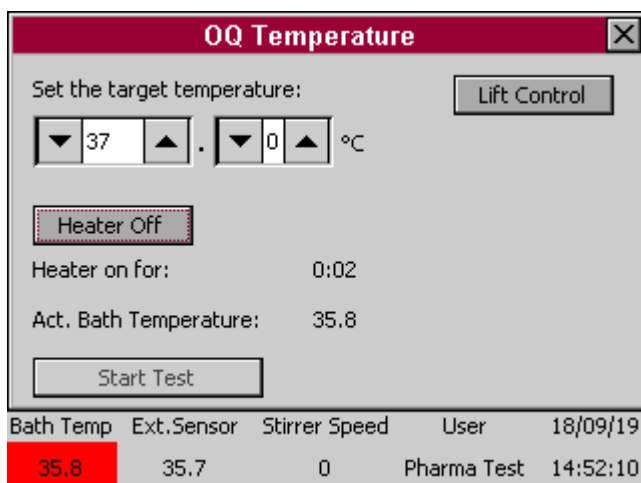 OQ Temperature
Set the target temperature:
Lift Control
37 . 0 °C
Heater Off
Heater on for: 0:02
Act. Bath Temperature: 35.8
Start Test
Bath Temp Ext.Sensor Stirrer Speed User 18/09/19
35.8 35.7 0 Pharma Test 14:52:10